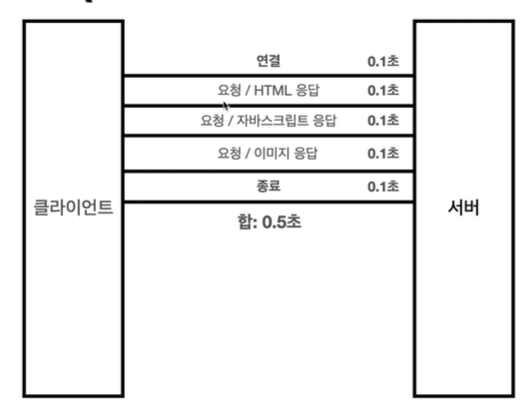 연결 0.1초
요청 / HTML 응답 0.1초
요청 / 자바스크립트 응답 0.1초
요청 / 이미지 응답 0.1초
종료 0.1초
클라이언트
서버
합: 0.5초